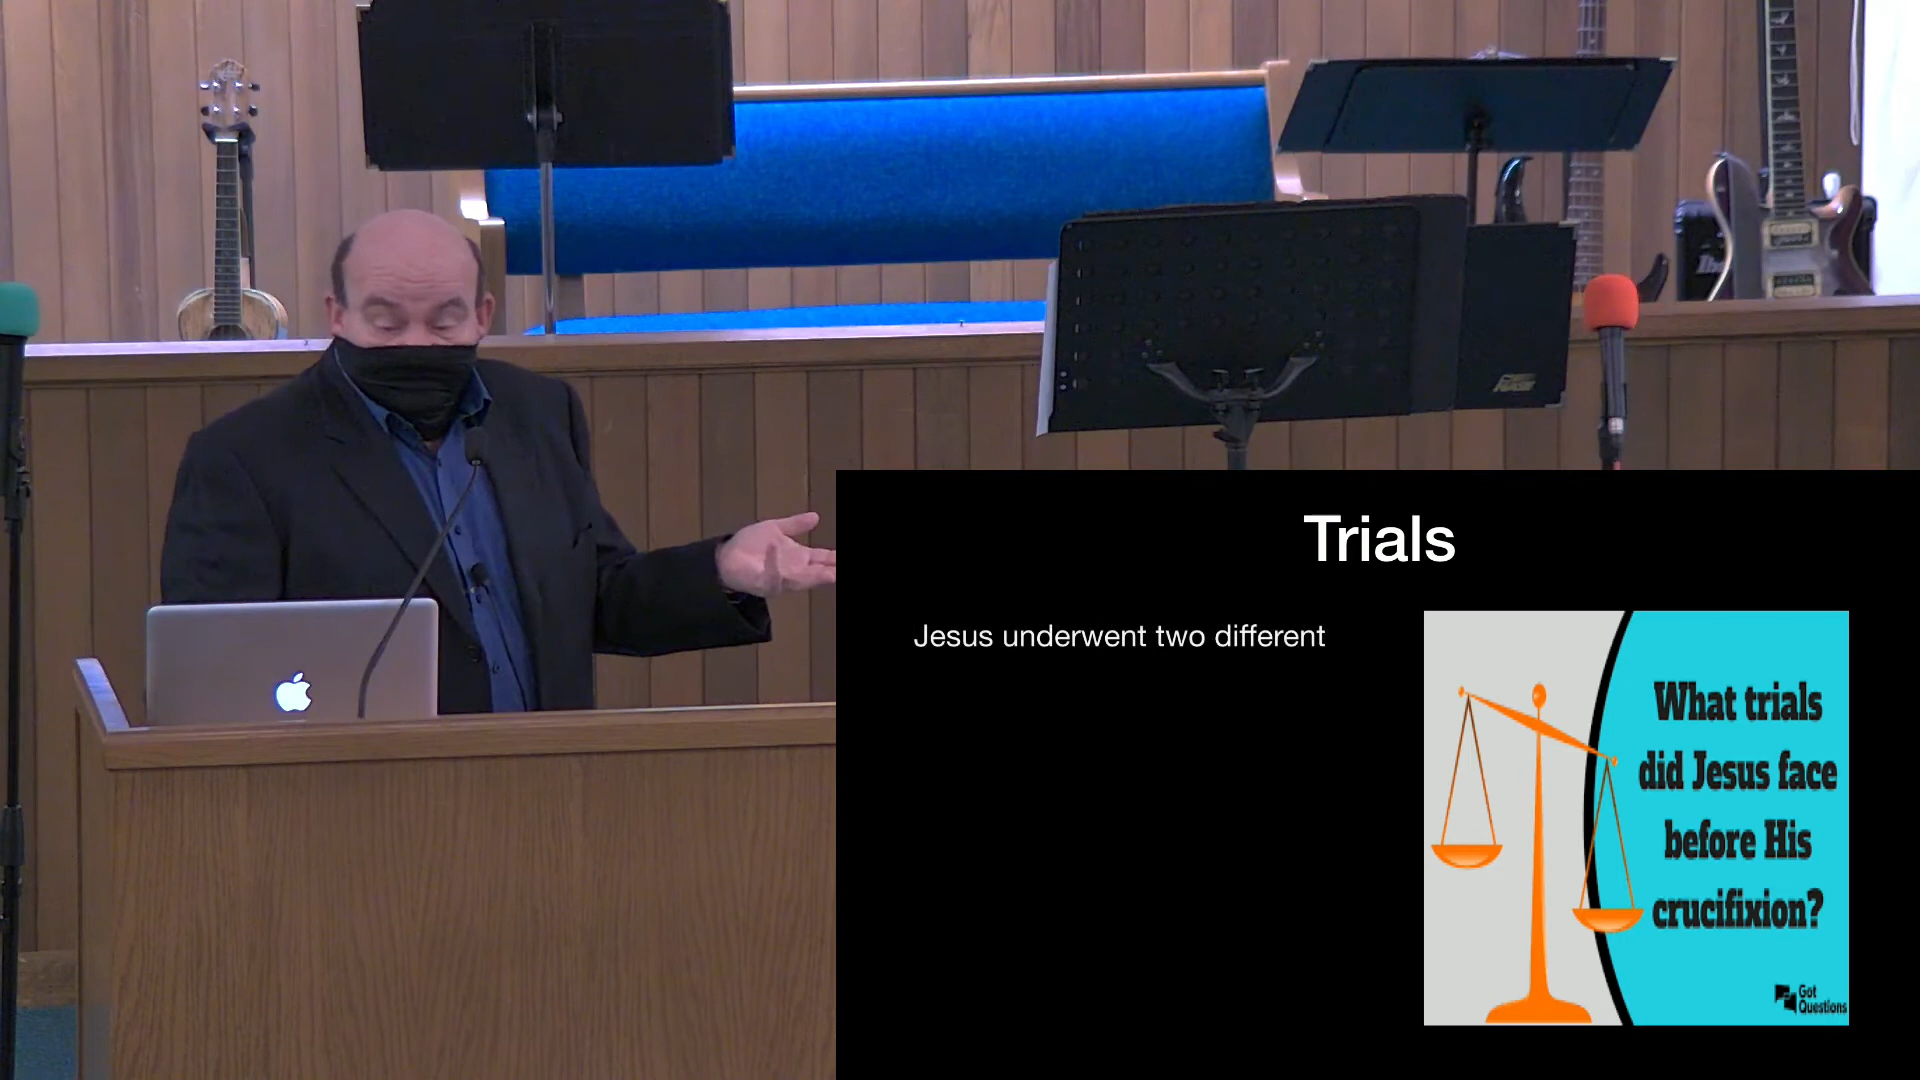 Trials
Jesus underwent two different
What trials
did Jesus face
before His
crucifixion?
Got
Questions